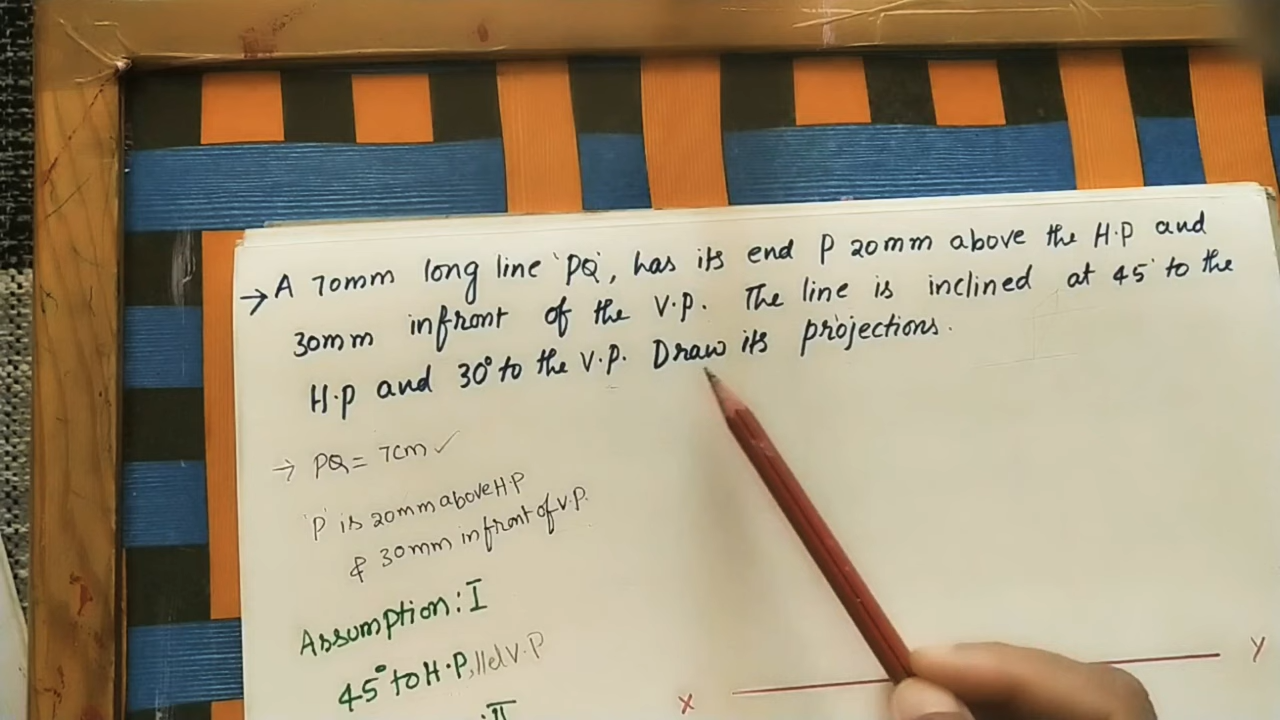 → A 70mm long line 'PQ', has its end P 20mm above the H.P and
30mm infront of the V.P. The line is inclined at 45° to the
H.P and 30° to the V.P. Draw its projections.
→ PQ = 7cm ✓
'P' is 20mm above H.P
& 30mm infront of V.P.
Assumption: I
45° to H.P, llel V.P
: II
X Y